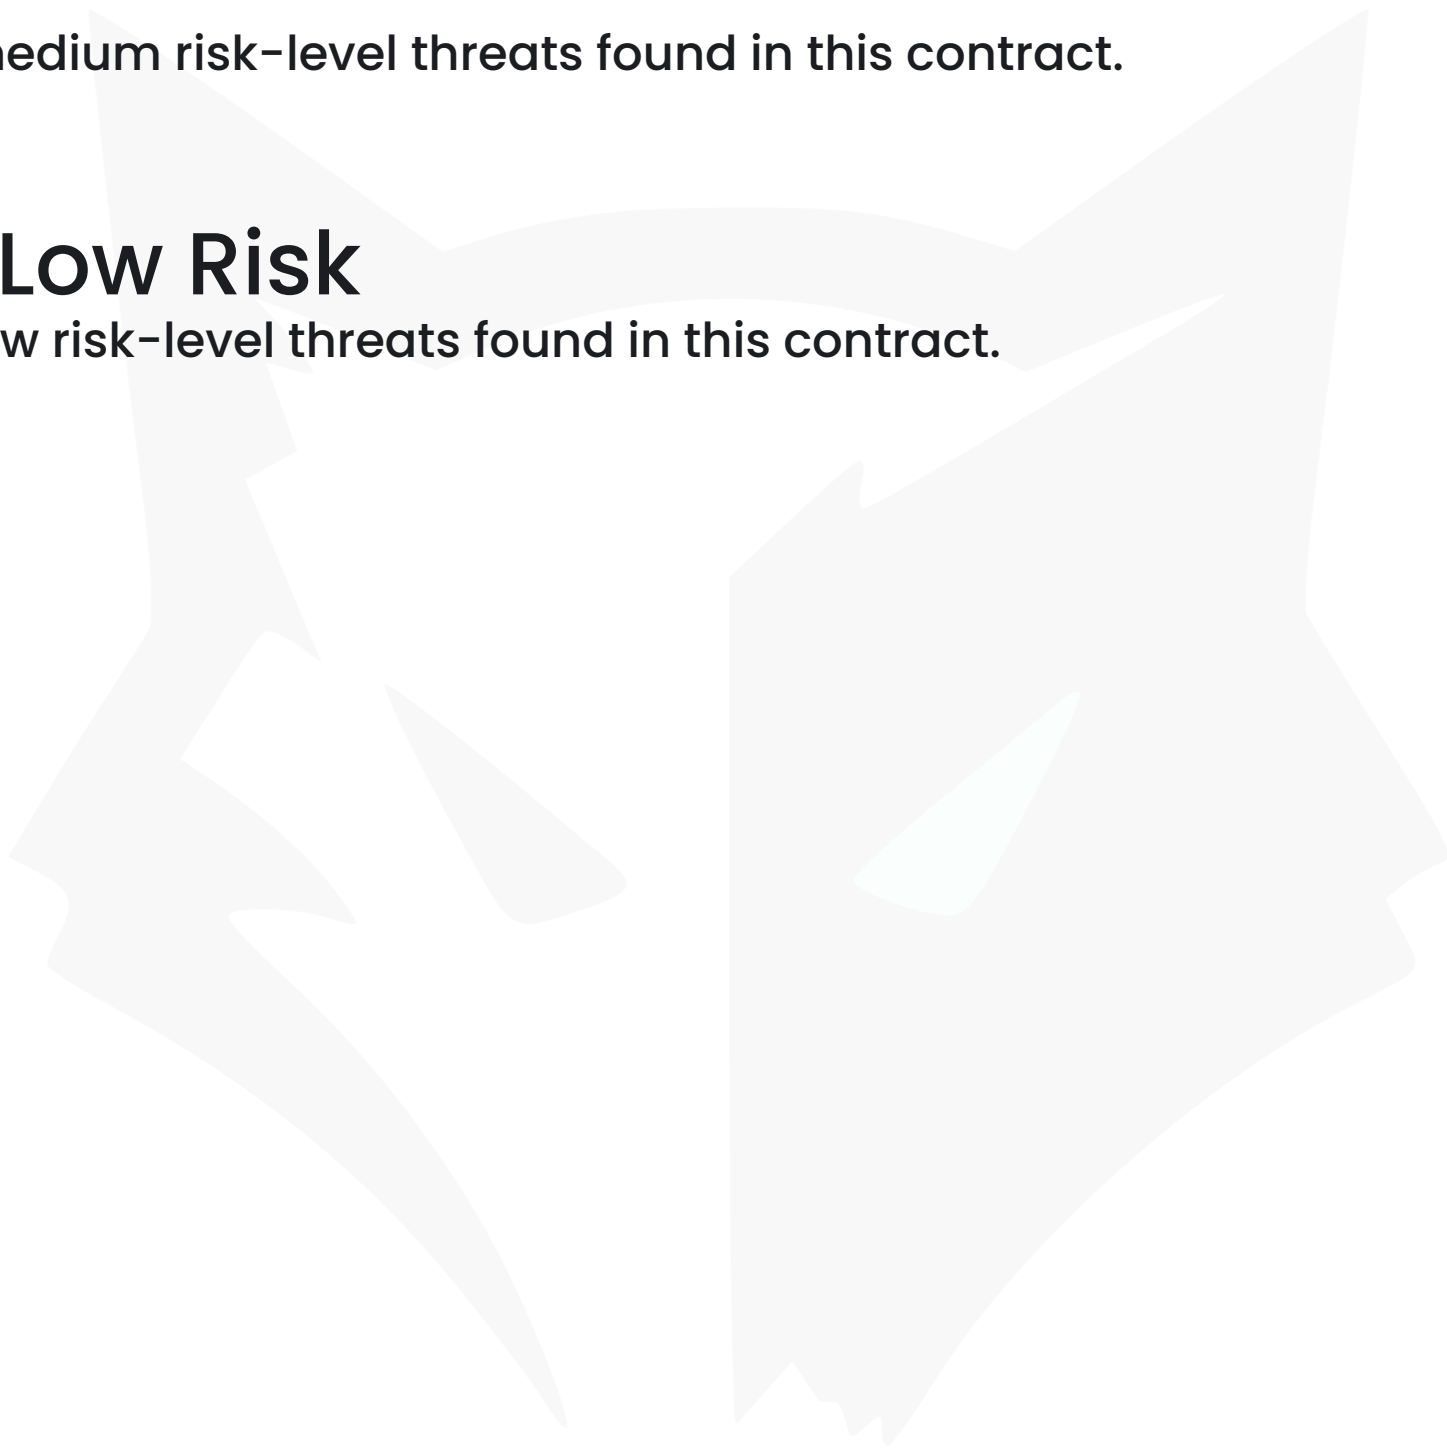 edium risk-level threats found in this contract.
Low Risk
w risk-level threats found in this contract.